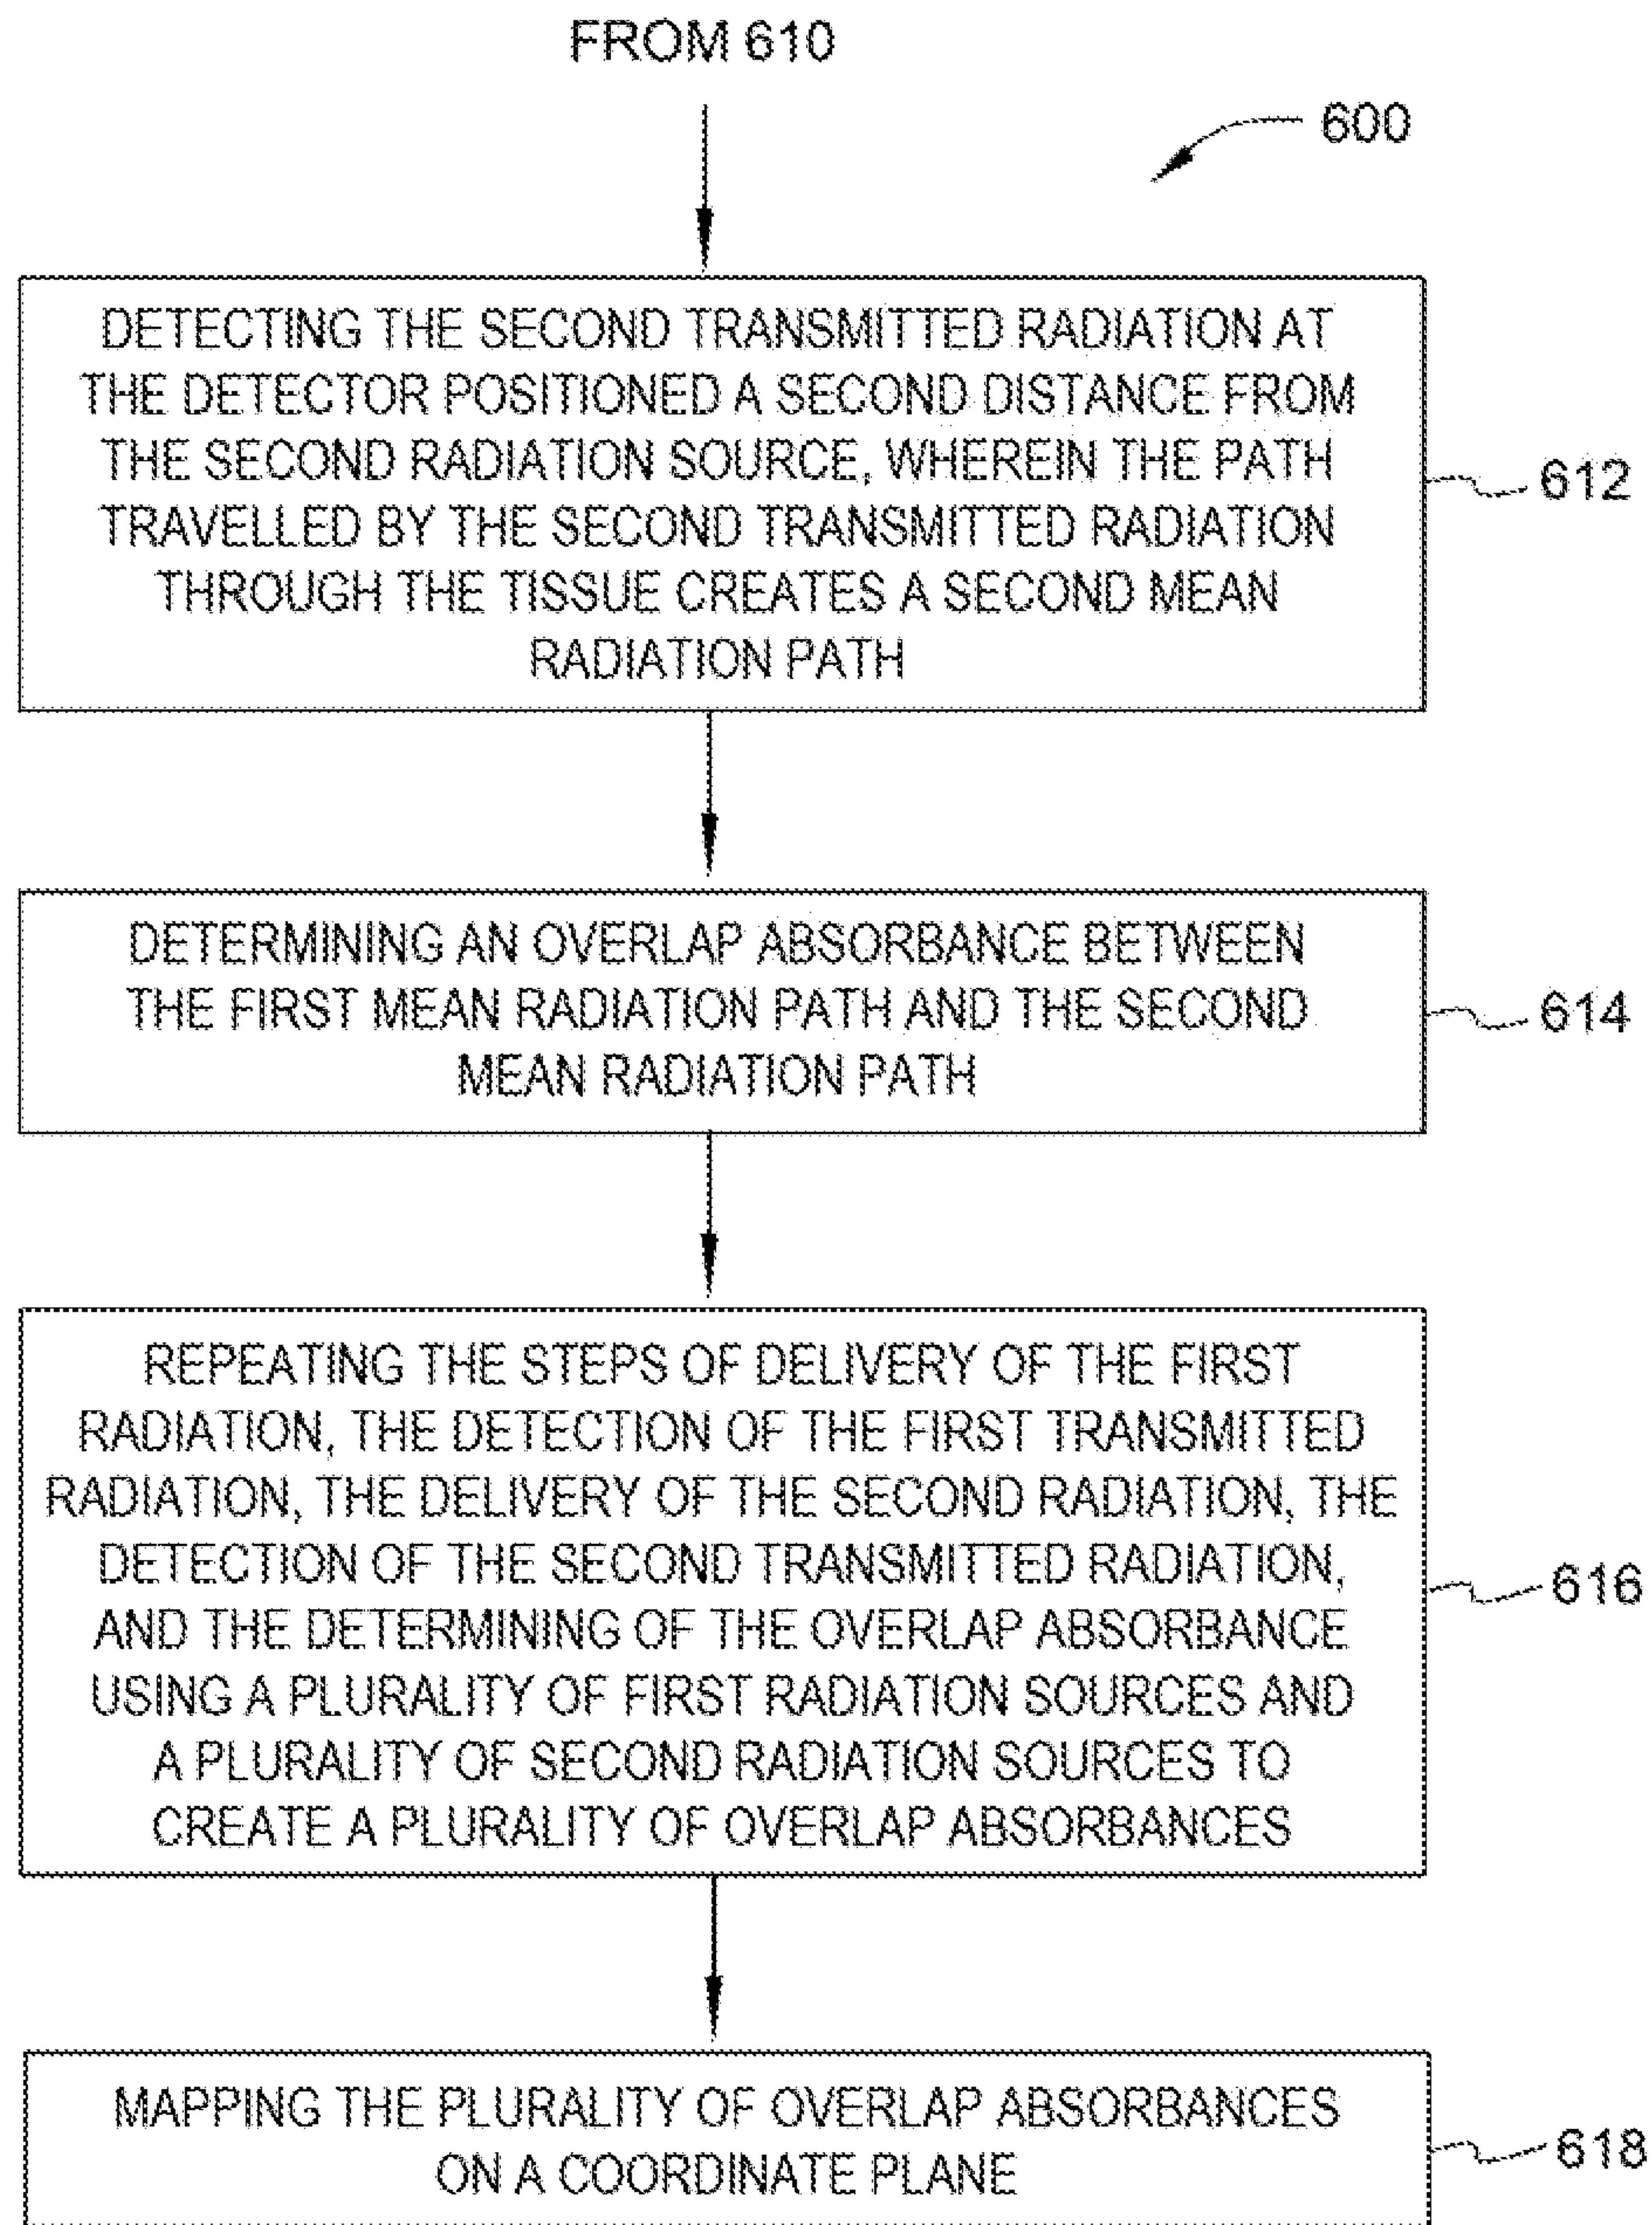 FROM 610
600
DETECTING THE SECOND TRANSMITTED RADIATION AT
THE DETECTOR POSITIONED A SECOND DISTANCE FROM
THE SECOND RADIATION SOURCE, WHEREIN THE PATH
TRAVELLED BY THE SECOND TRANSMITTED RADIATION
THROUGH THE TISSUE CREATES A SECOND MEAN
RADIATION PATH
612
DETERMINING AN OVERLAP ABSORBANCE BETWEEN
THE FIRST MEAN RADIATION PATH AND THE SECOND
MEAN RADIATION PATH
614
REPEATING THE STEPS OF DELIVERY OF THE FIRST
RADIATION, THE DETECTION OF THE FIRST TRANSMITTED
RADIATION, THE DELIVERY OF THE SECOND RADIATION, THE
DETECTION OF THE SECOND TRANSMITTED RADIATION,
AND THE DETERMINING OF THE OVERLAP ABSORBANCE
USING A PLURALITY OF FIRST RADIATION SOURCES AND
A PLURALITY OF SECOND RADIATION SOURCES TO
CREATE A PLURALITY OF OVERLAP ABSORBANCES
616
MAPPING THE PLURALITY OF OVERLAP ABSORBANCES
ON A COORDINATE PLANE
618